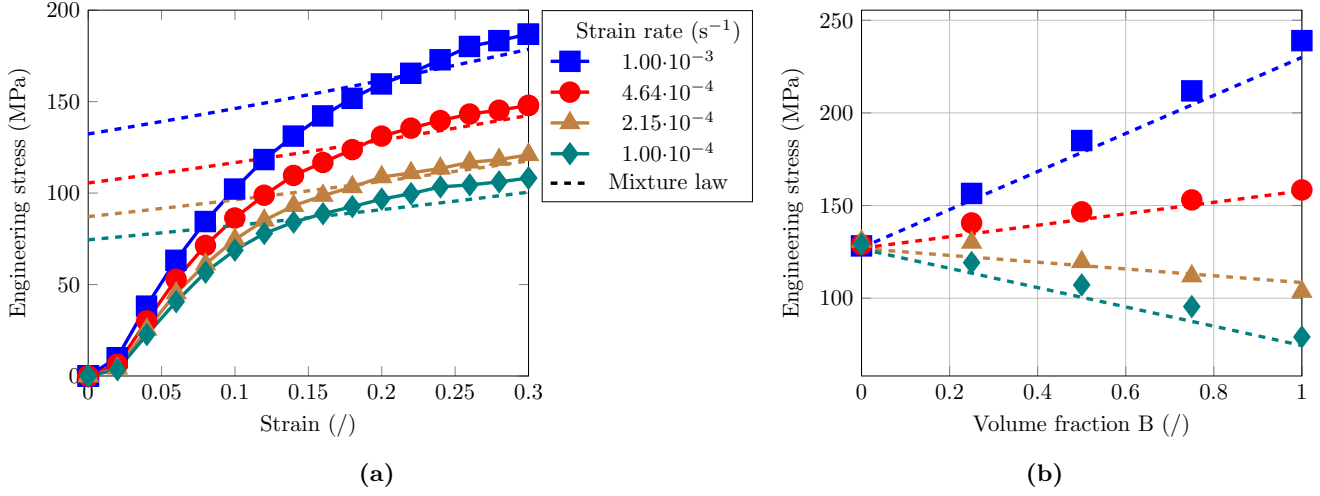 Engineering stress (MPa)
200
150
100
50
0
0 0.05 0.1 0.15 0.2 0.25 0.3
Strain (/)
(a)
Strain rate (s⁻¹)
1.00·10⁻³
4.64·10⁻⁴
2.15·10⁻⁴
1.00·10⁻⁴
Mixture law
Engineering stress (MPa)
250
200
150
100
0 0.2 0.4 0.6 0.8 1
Volume fraction B (/)
(b)